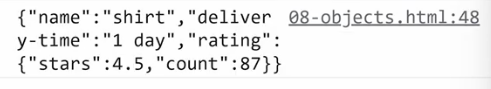 {"name":"shirt","deliver 08-objects.html:48
y-time":"1 day","rating":
{"stars":4.5,"count":87}}